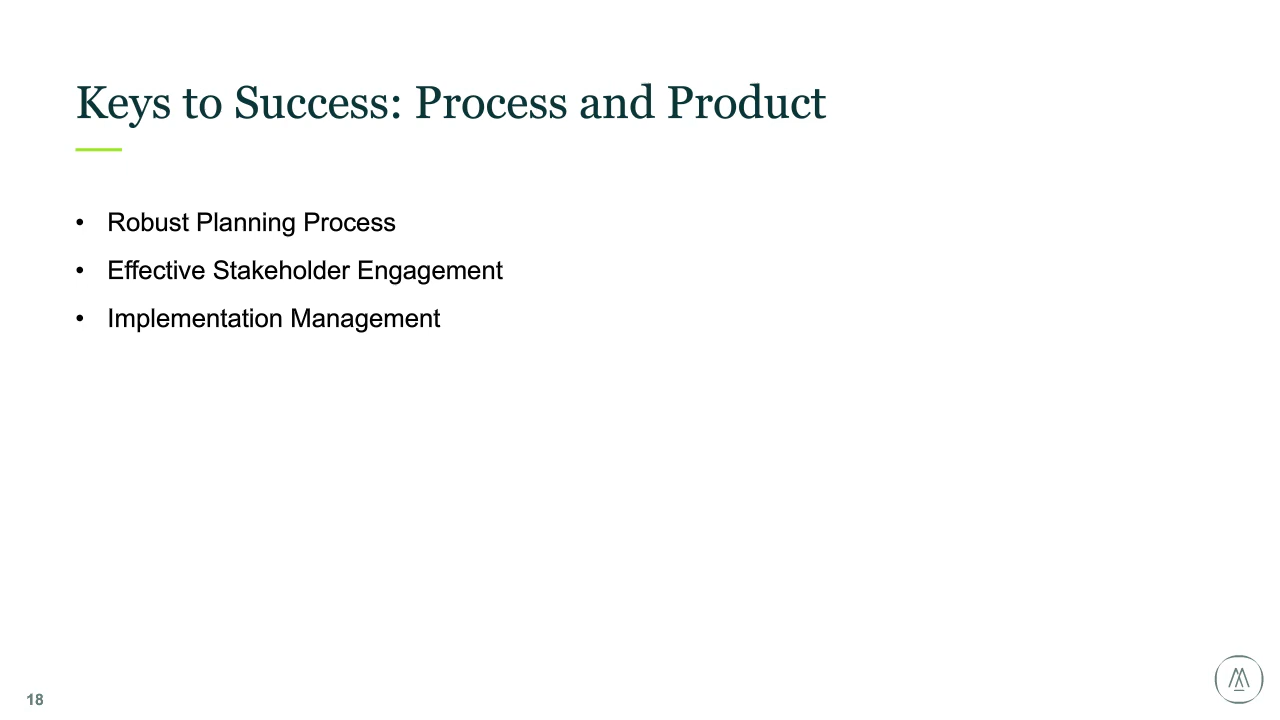 Keys to Success: Process and Product
• Robust Planning Process
• Effective Stakeholder Engagement
• Implementation Management
18